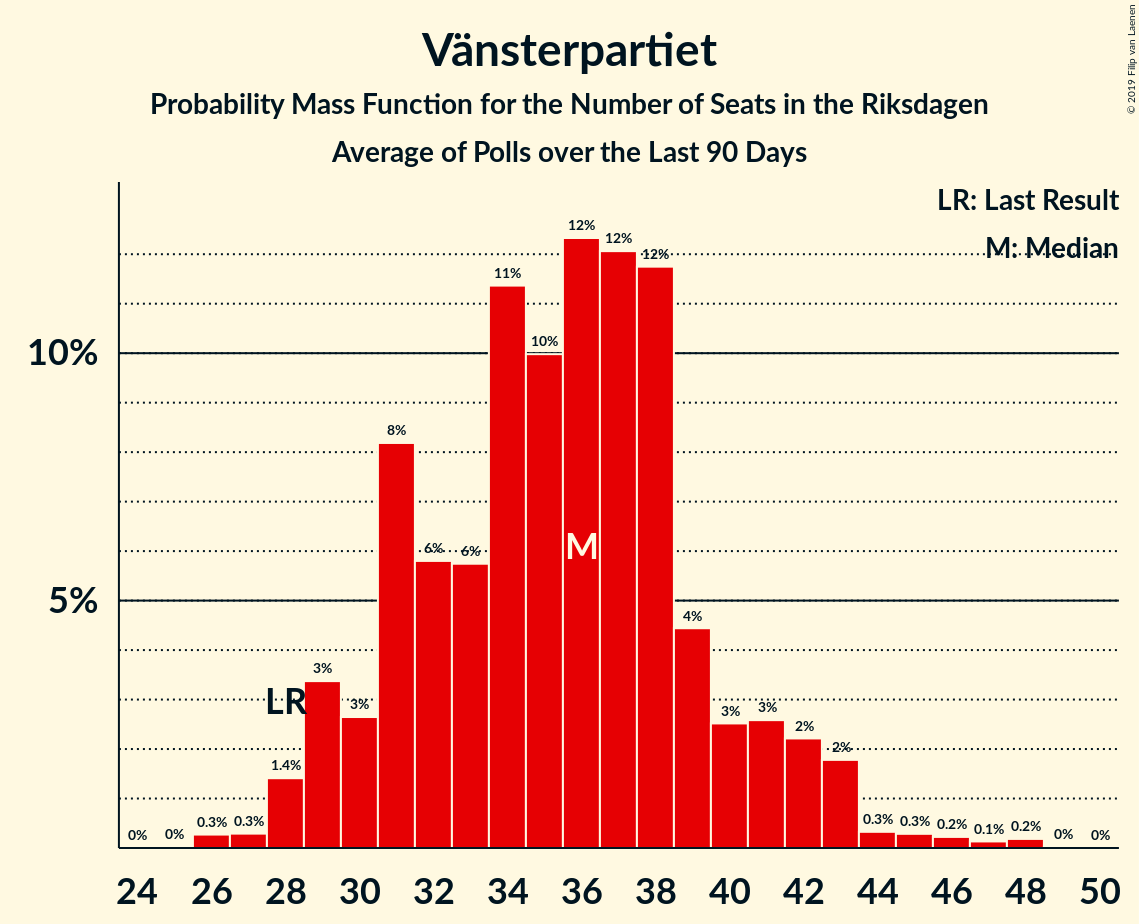 Vänsterpartiet
Probability Mass Function for the Number of Seats in the Riksdagen
Average of Polls over the Last 90 Days
© 2019 Filip van Laenen
LR: Last Result
M: Median
10%
5%
0% 0% 0.3% 0.3% 1.4% 3% 3% 8% 6% 6% 11% 10% 12% 12% 12% 4% 3% 3% 2% 2% 0.3% 0.3% 0.2% 0.1% 0.2% 0% 0%
LR
M
24 26 28 30 32 34 36 38 40 42 44 46 48 50